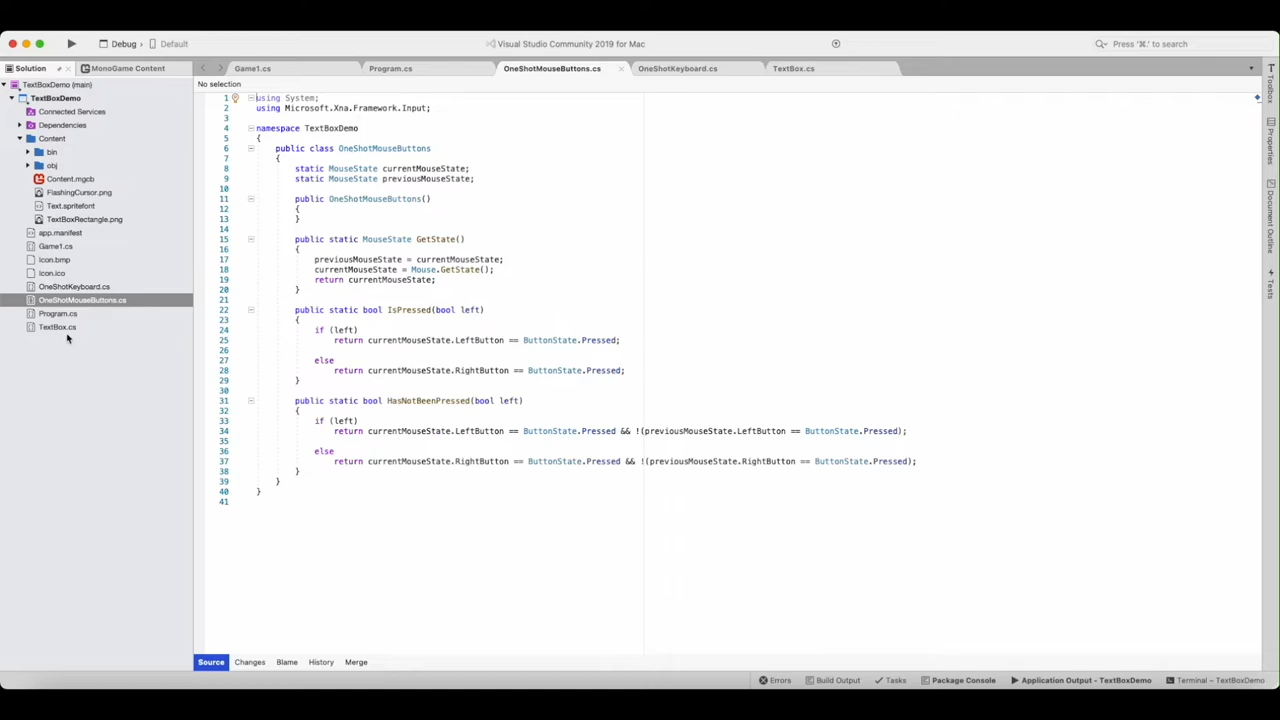 Debug › Default
Visual Studio Community 2019 for Mac
Press '⌘.' to search
Solution
MonoGame Content
Game1.cs
Program.cs
OneShotMouseButtons.cs
OneShotKeyboard.cs
TextBox.cs
TextBoxDemo (main)
TextBoxDemo
Connected Services
Dependencies
Content
bin
obj
Content.mgcb
FlashingCursor.png
Text.spritefont
TextBoxRectangle.png
app.manifest
Game1.cs
Icon.bmp
Icon.ico
OneShotKeyboard.cs
OneShotMouseButtons.cs
Program.cs
TextBox.cs
No selection
1 using System;
2 using Microsoft.Xna.Framework.Input;
3
4 namespace TextBoxDemo
5 {
6 public class OneShotMouseButtons
7 {
8 static MouseState currentMouseState;
9 static MouseState previousMouseState;
10
11 public OneShotMouseButtons()
12 {
13 }
14
15 public static MouseState GetState()
16 {
17 previousMouseState = currentMouseState;
18 currentMouseState = Mouse.GetState();
19 return currentMouseState;
20 }
21
22 public static bool IsPressed(bool left)
23 {
24 if (left)
25 return currentMouseState.LeftButton == ButtonState.Pressed;
26
27 else
28 return currentMouseState.RightButton == ButtonState.Pressed;
29 }
30
31 public static bool HasNotBeenPressed(bool left)
32 {
33 if (left)
34 return currentMouseState.LeftButton == ButtonState.Pressed && !(previousMouseState.LeftButton == ButtonState.Pressed);
35
36 else
37 return currentMouseState.RightButton == ButtonState.Pressed && !(previousMouseState.RightButton == ButtonState.Pressed);
38 }
39 }
40 }
41
Toolbox
Properties
Document Outline
Tests
Source Changes Blame History Merge
Errors Build Output Tasks Package Console Application Output – TextBoxDemo Terminal – TextBoxDemo